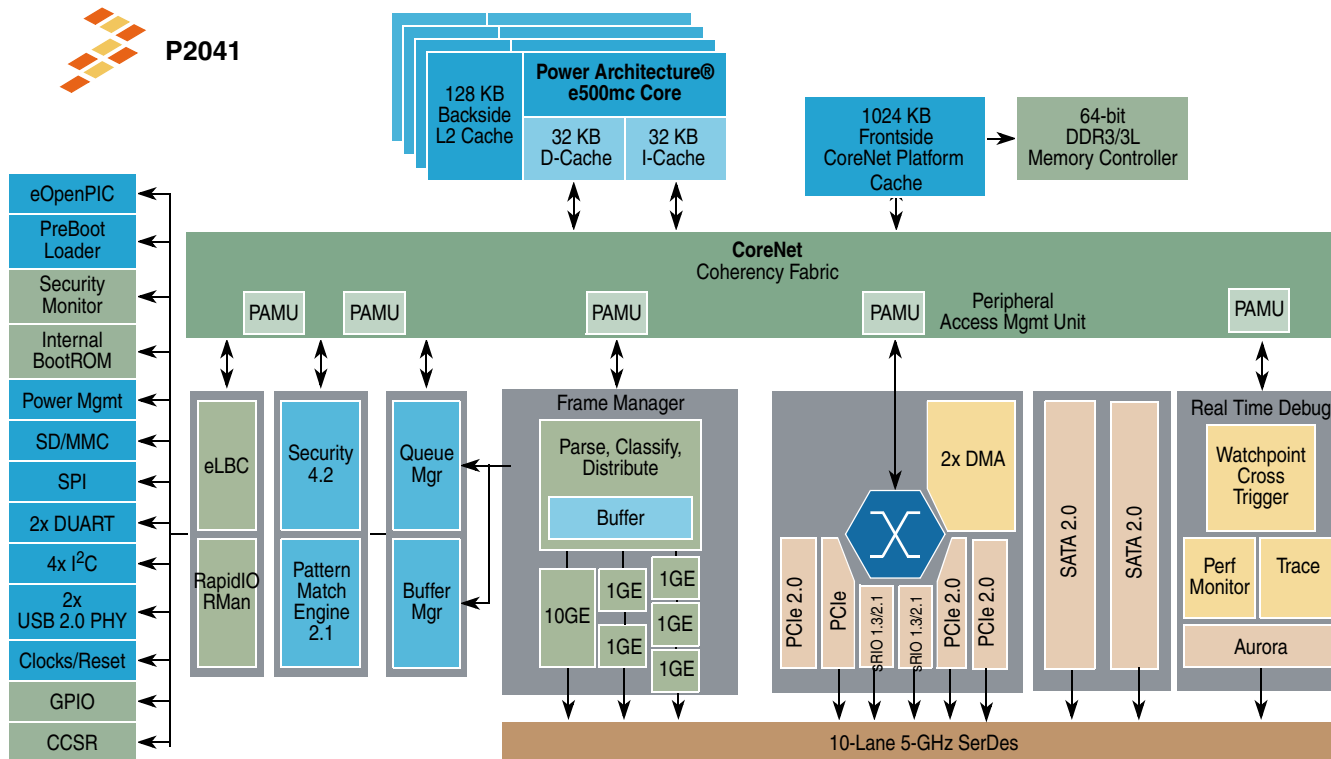 P2041
128 KB
Backside
L2 Cache
Power Architecture®
e500mc Core
32 KB
D-Cache
32 KB
I-Cache
1024 KB
Frontside
CoreNet Platform
Cache
64-bit
DDR3/3L
Memory Controller
eOpenPIC
PreBoot
Loader
Security
Monitor
Internal
BootROM
Power Mgmt
SD/MMC
SPI
2x DUART
4x I²C
2x
USB 2.0 PHY
Clocks/Reset
GPIO
CCSR
CoreNet
Coherency Fabric
PAMU
PAMU
PAMU
PAMU
Peripheral
Access Mgmt Unit
PAMU
eLBC
RapidIO
RMan
Security
4.2
Pattern
Match
Engine
2.1
Queue
Mgr
Buffer
Mgr
Frame Manager
Parse, Classify,
Distribute
Buffer
10GE
1GE
1GE
1GE
1GE
1GE
2x DMA
PCIe 2.0
PCIe
sRIO 1.3/2.1
sRIO 1.3/2.1
PCIe 2.0
PCIe 2.0
SATA 2.0
SATA 2.0
Real Time Debug
Watchpoint
Cross
Trigger
Perf
Monitor
Trace
Aurora
10-Lane 5-GHz SerDes